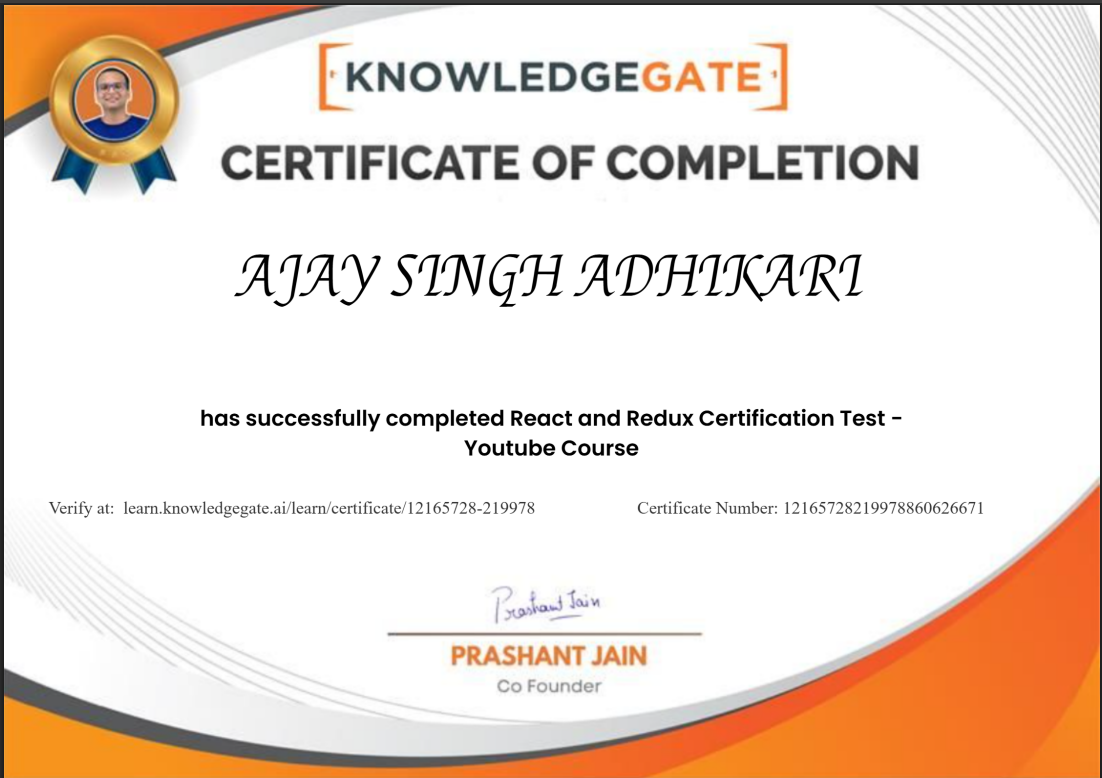 KNOWLEDGEGATE
CERTIFICATE OF COMPLETION
AJAY SINGH ADHIKARI
has successfully completed React and Redux Certification Test -
Youtube Course
Verify at: learn.knowledgegate.ai/learn/certificate/12165728-219978
Certificate Number: 12165728219978860626671
Prashant Jain
PRASHANT JAIN
Co Founder